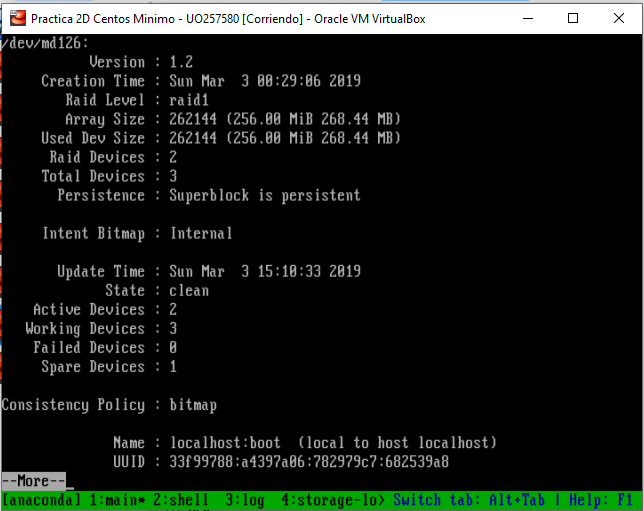 Practica 2D Centos Minimo - UO257580 [Corriendo] - Oracle VM VirtualBox
/dev/md126:
Version : 1.2
Creation Time : Sun Mar  3 00:29:06 2019
Raid Level : raid1
Array Size : 262144 (256.00 MiB 268.44 MB)
Used Dev Size : 262144 (256.00 MiB 268.44 MB)
Raid Devices : 2
Total Devices : 3
Persistence : Superblock is persistent
Intent Bitmap : Internal
Update Time : Sun Mar  3 15:10:33 2019
State : clean
Active Devices : 2
Working Devices : 3
Failed Devices : 0
Spare Devices : 1
Consistency Policy : bitmap
Name : localhost:boot  (local to host localhost)
UUID : 33f99788:a4397a06:782979c7:682539a8
--More--_
[anaconda] 1:main* 2:shell  3:log  4:storage-lo> Switch tab: Alt+Tab | Help: F1